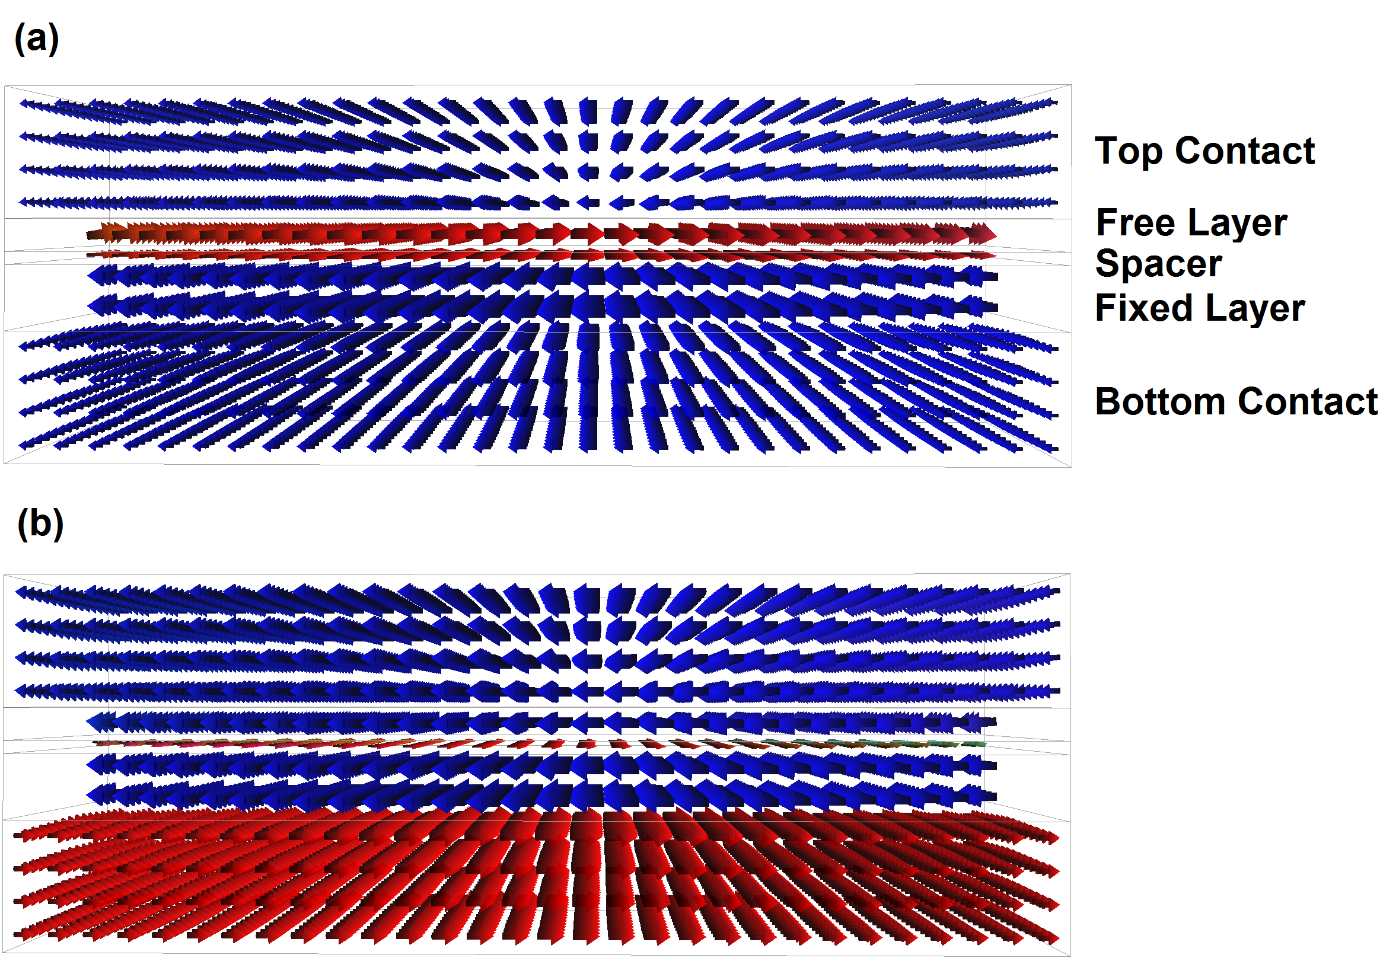 (a)
Top Contact
Free Layer
Spacer
Fixed Layer
Bottom Contact
(b)